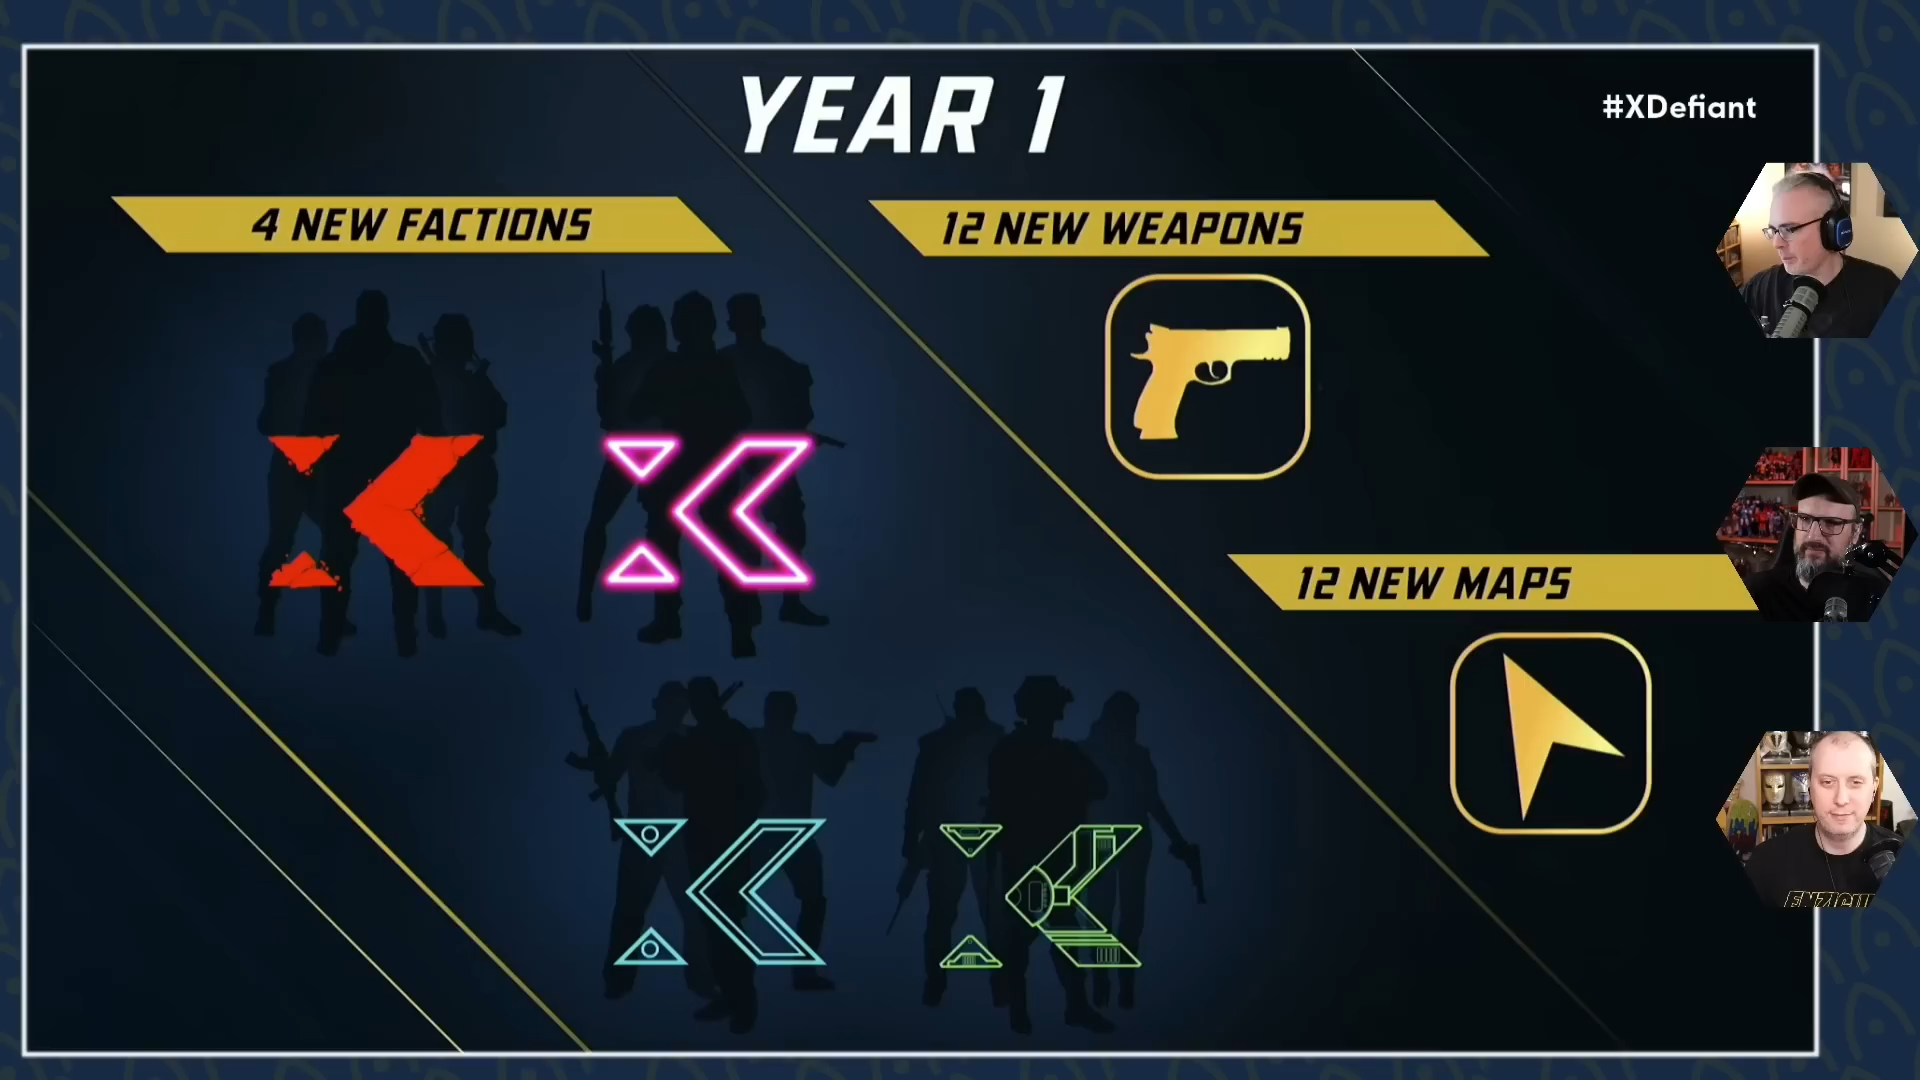 YEAR 1
#XDefiant
4 NEW FACTIONS
12 NEW WEAPONS
12 NEW MAPS